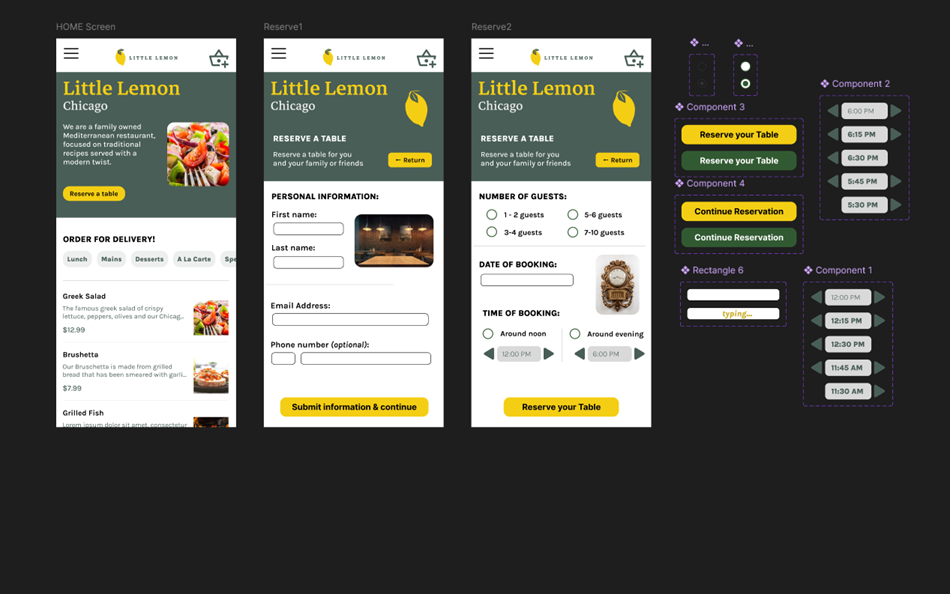 HOME Screen
LITTLE LEMON
Little Lemon
Chicago
We are a family owned
Mediterranean restaurant,
focused on traditional
recipes served with a
modern twist.
Reserve a table
ORDER FOR DELIVERY!
Lunch Mains Desserts A La Carte Spe
Greek Salad
The famous greek salad of crispy
lettuce, peppers, olives and our Chicag...
$12.99
Brushetta
Our Bruschetta is made from grilled
bread that has been smeared with garli...
$7.99
Grilled Fish
Lorem ipsum dolor sit amet, consectetur
Reserve1
LITTLE LEMON
Little Lemon
Chicago
RESERVE A TABLE
Reserve a table for you
and your family or friends
← Return
PERSONAL INFORMATION:
First name:
Last name:
Email Address:
Phone number (optional):
Submit information & continue
Reserve2
LITTLE LEMON
Little Lemon
Chicago
RESERVE A TABLE
Reserve a table for you
and your family or friends
← Return
NUMBER OF GUESTS:
1 - 2 guests 5-6 guests
3-4 guests 7-10 guests
DATE OF BOOKING:
TIME OF BOOKING:
Around noon Around evening
12:00 PM 6:00 PM
Reserve your Table
... ...
Component 3
Reserve your Table
Reserve your Table
Component 4
Continue Reservation
Continue Reservation
Component 2
6:00 PM
6:15 PM
6:30 PM
5:45 PM
5:30 PM
Rectangle 6
typing...
Component 1
12:00 PM
12:15 PM
12:30 PM
11:45 AM
11:30 AM